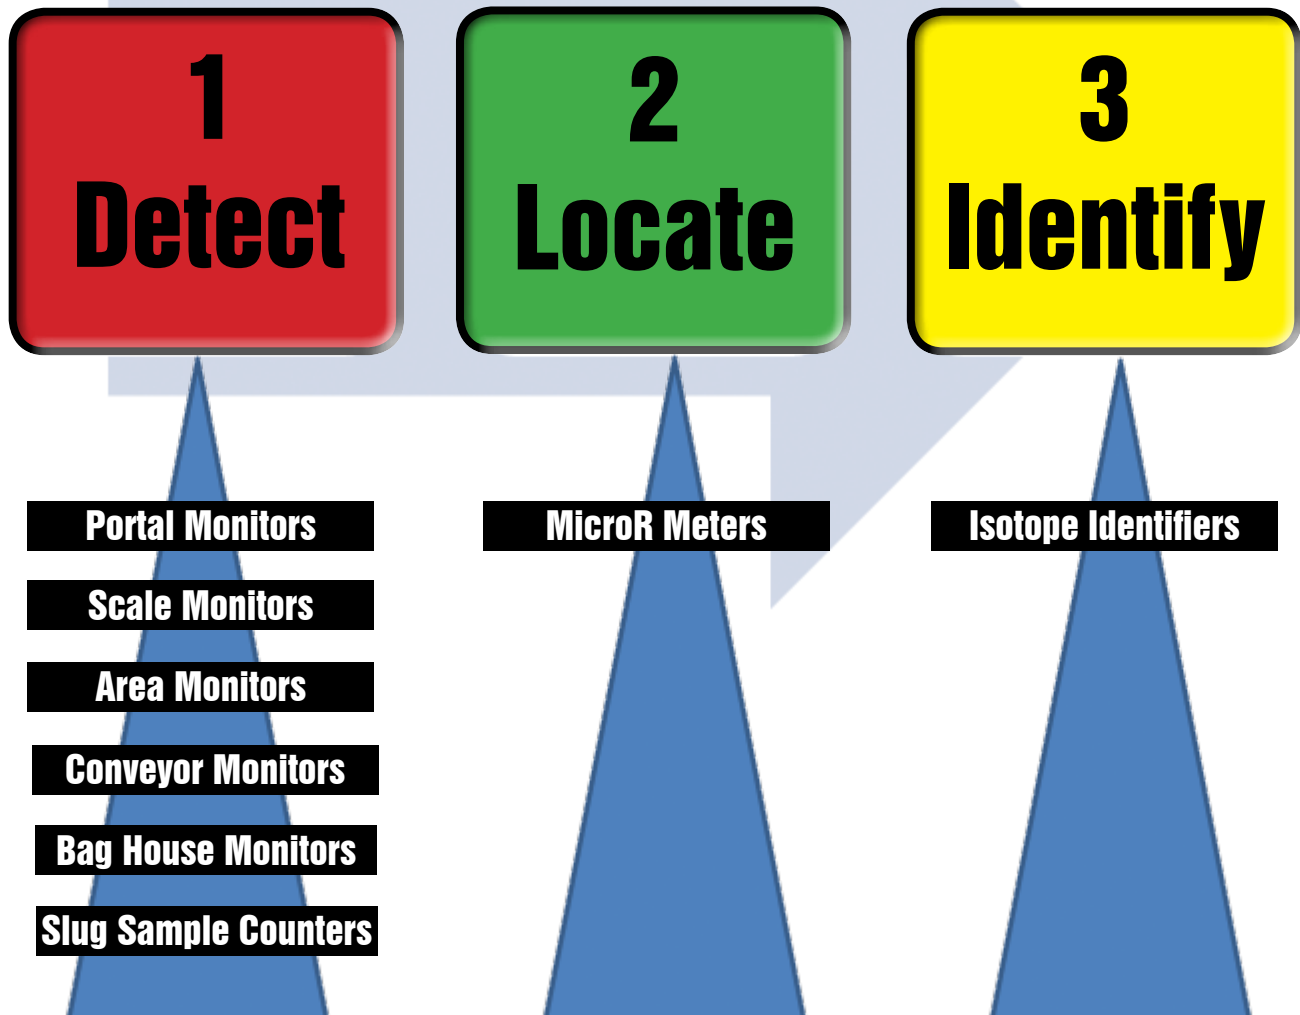 1
Detect
2
Locate
3
Identify
Portal Monitors
Scale Monitors
Area Monitors
Conveyor Monitors
Bag House Monitors
Slug Sample Counters
MicroR Meters
Isotope Identifiers